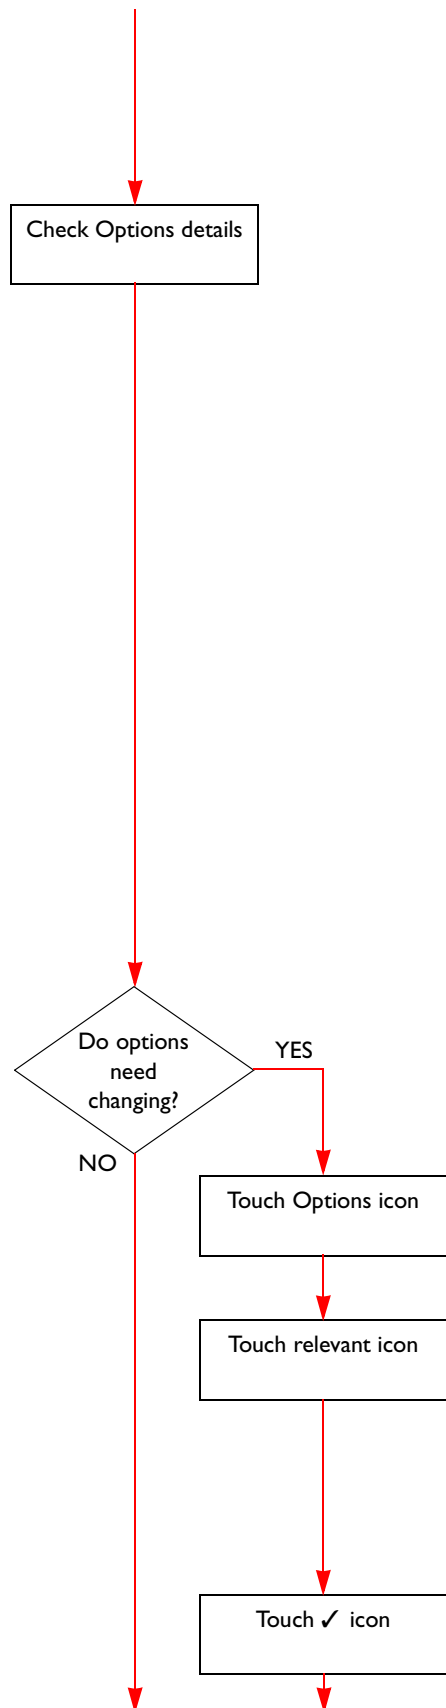 Check Options details
Do options
need
changing?
YES
NO
Touch Options icon
Touch relevant icon
Touch ✓ icon